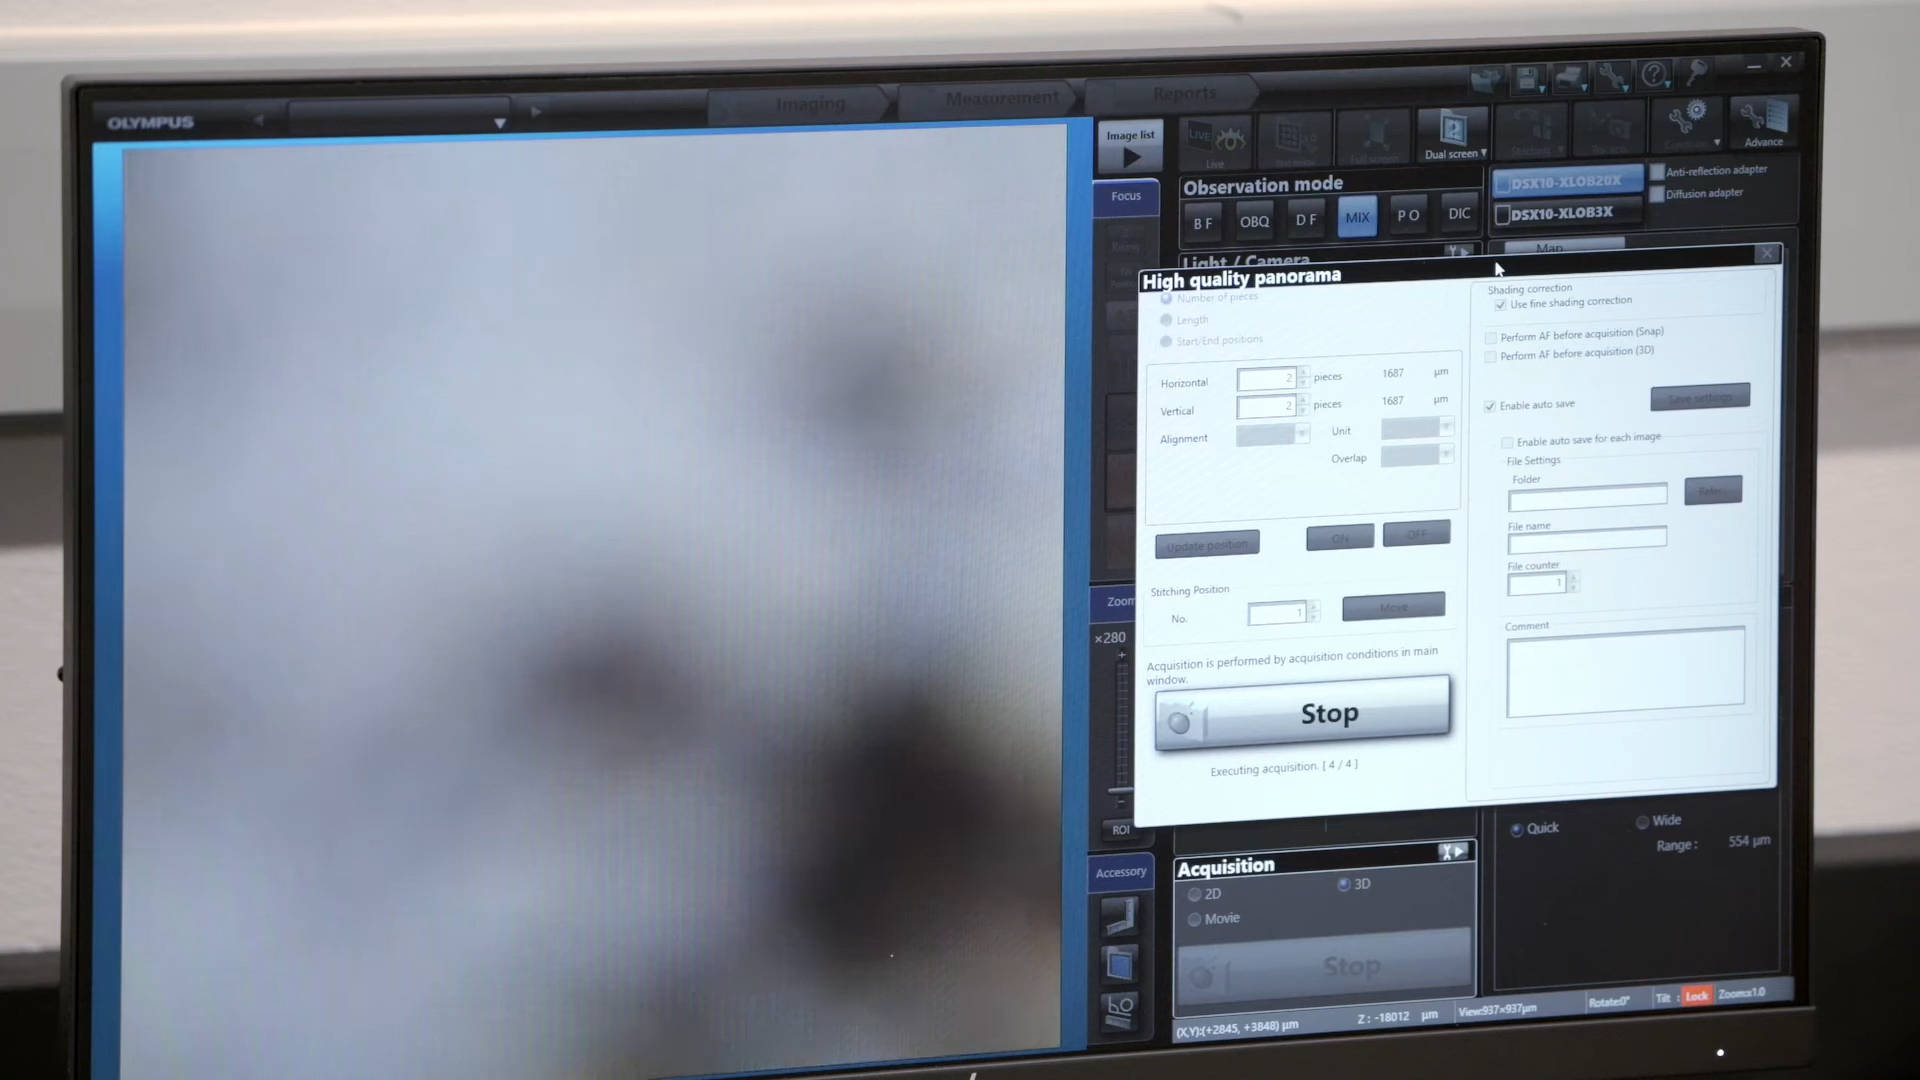 OLYMPUS
Imaging
Measurement
Reports
Image list
LIVE
Live
Dual screen
Advance
Focus
Observation mode
BF
OBQ
DF
MIX
PO
DIC
DSX10-XLOB20X
DSX10-XLOB3X
Anti-reflection adapter
Diffusion adapter
Light / Camera
Map
High quality panorama
Number of pieces
Length
Start/End positions
Horizontal 2 pieces 1687 µm
Vertical 2 pieces 1687 µm
Alignment
Unit
Overlap
Update position
ON
OFF
Stitching Position
No. 1
Move
Acquisition is performed by acquisition conditions in main
window.
Stop
Executing acquisition. [ 4 / 4 ]
Shading correction
Use fine shading correction
Perform AF before acquisition (Snap)
Perform AF before acquisition (3D)
Enable auto save
Save settings
Enable auto save for each image
File Settings
Folder
File name
File counter
1
Comment
Zoom
×280
ROI
Accessory
Acquisition
2D
3D
Movie
Stop
Quick
Wide
Range : 554 µm
(X,Y):(+2845, +3848) µm
Z : -18012 µm
View:937×937µm
Rotate:0°
Tilt : Lock
Zoom:x1.0